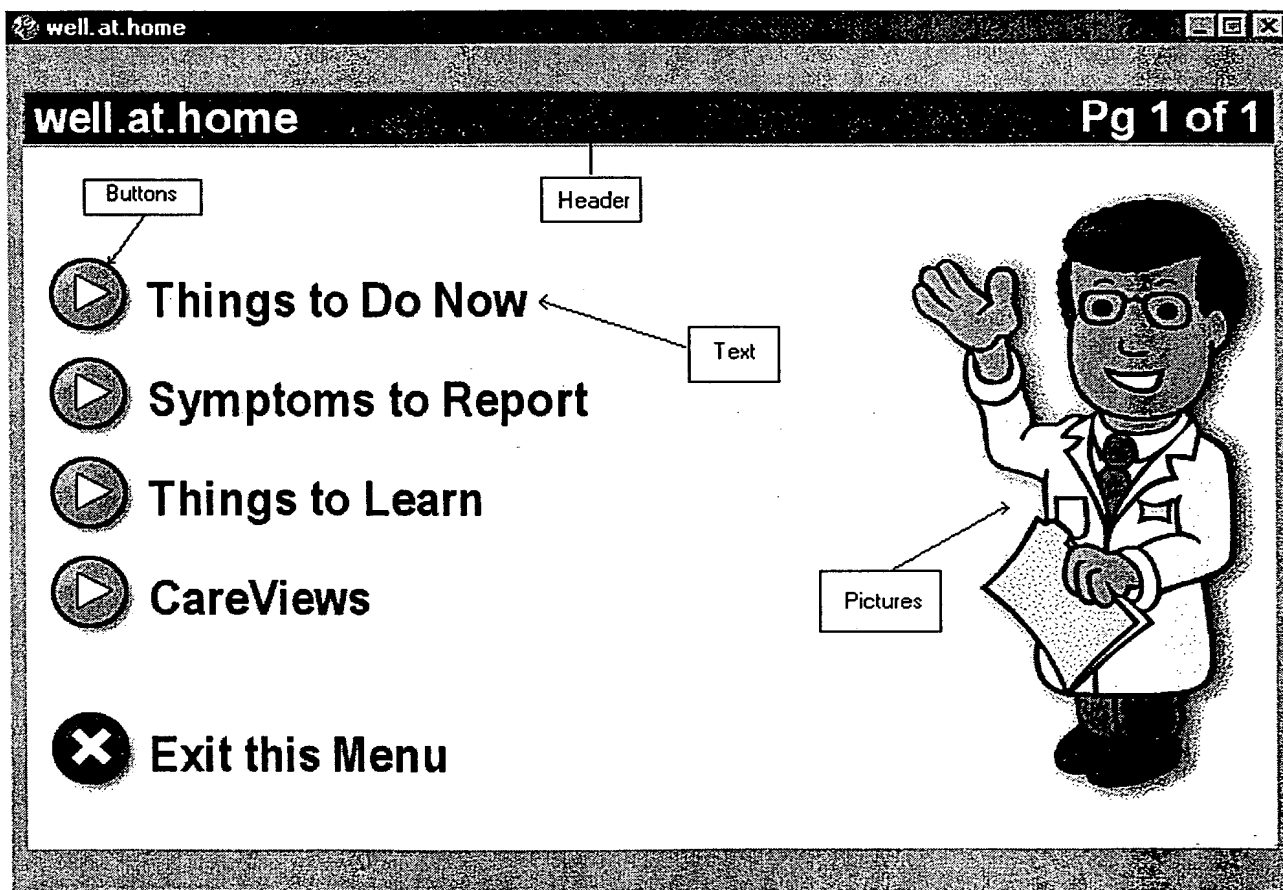 well.at.home
well.at.home Pg 1 of 1
Buttons
Header
Things to Do Now
Text
Symptoms to Report
Things to Learn
CareViews
Pictures
Exit this Menu